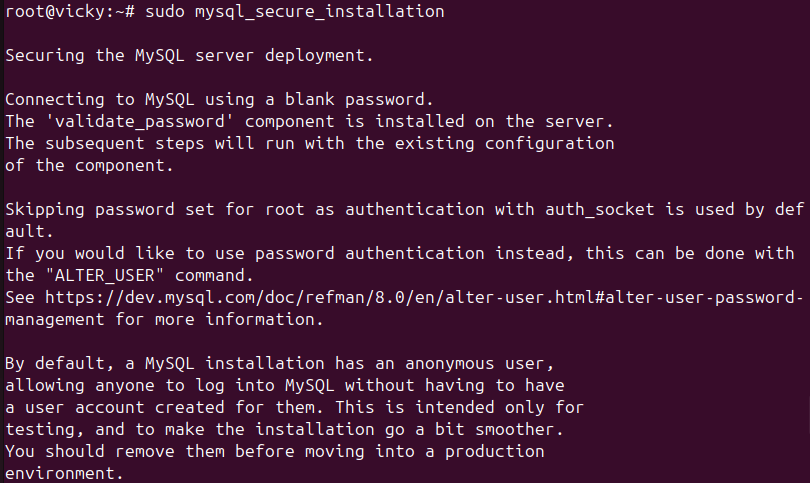 root@vicky:~# sudo mysql_secure_installation
Securing the MySQL server deployment.
Connecting to MySQL using a blank password.
The 'validate_password' component is installed on the server.
The subsequent steps will run with the existing configuration
of the component.
Skipping password set for root as authentication with auth_socket is used by def
ault.
If you would like to use password authentication instead, this can be done with
the "ALTER_USER" command.
See https://dev.mysql.com/doc/refman/8.0/en/alter-user.html#alter-user-password-
management for more information.
By default, a MySQL installation has an anonymous user,
allowing anyone to log into MySQL without having to have
a user account created for them. This is intended only for
testing, and to make the installation go a bit smoother.
You should remove them before moving into a production
environment.